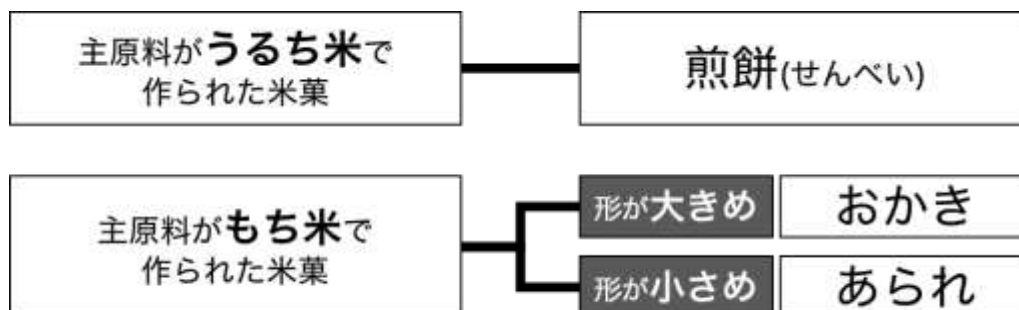 主原料がうるち米で
作られた米菓
煎餅(せんべい)
主原料がもち米で
作られた米菓
形が大きめ
おかき
形が小さめ
あられ